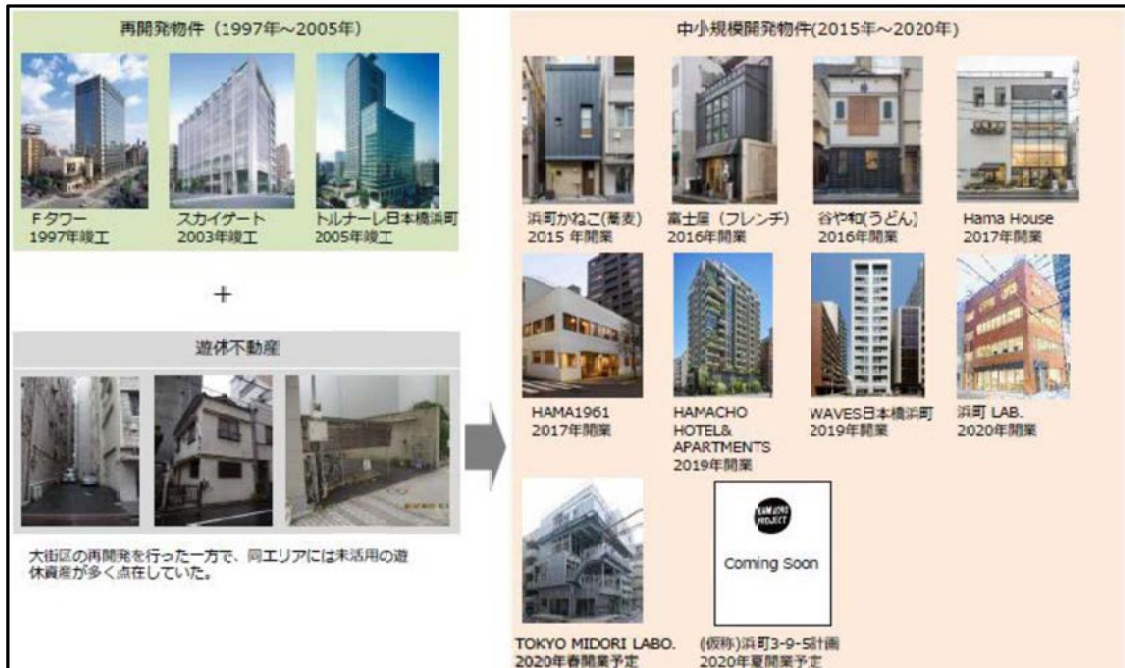 再開発物件（1997年～2005年）
Fタワー
1997年竣工
スカイゲート
2003年竣工
トルナーレ日本橋浜町
2005年竣工
+
遊休不動産
大街区の再開発を行った一方で、同エリアには未活用の遊
休資産が多く点在していた。
中小規模開発物件(2015年～2020年)
浜町かねこ(蕎麦)
2015 年開業
富士屋（フレンチ）
2016年開業
谷や和(うどん)
2016年開業
Hama House
2017年開業
HAMA1961
2017年開業
HAMACHO
HOTEL&
APARTMENTS
2019年開業
WAVES日本橋浜町
2019年開業
浜町 LAB.
2020年開業
TOKYO MIDORI LABO.
2020年春開業予定
HAMACHO
PROJECT
Coming Soon
(仮称)浜町3-9-5計画
2020年夏開業予定